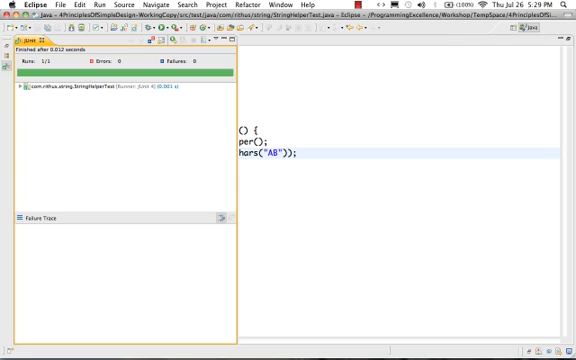 Eclipse File Edit Run Source Navigate Search Project Refactor Window Help (100%) Thu Jul 26 5:29 PM
Java – 4PrinciplesOfSimpleDesign-WorkingCopy/src/test/java/com/rithus/string/StringHelperTest.java – Eclipse – /ProgrammingExcellence/Workshop/TempSpace/4PrinciplesOfSi...
Java
JUnit
Finished after 0.012 seconds
Runs: 1/1 Errors: 0 Failures: 0
com.rithus.string.StringHelperTest [Runner: JUnit 4] (0.001 s)
() {
per();
hars("AB"));
Failure Trace